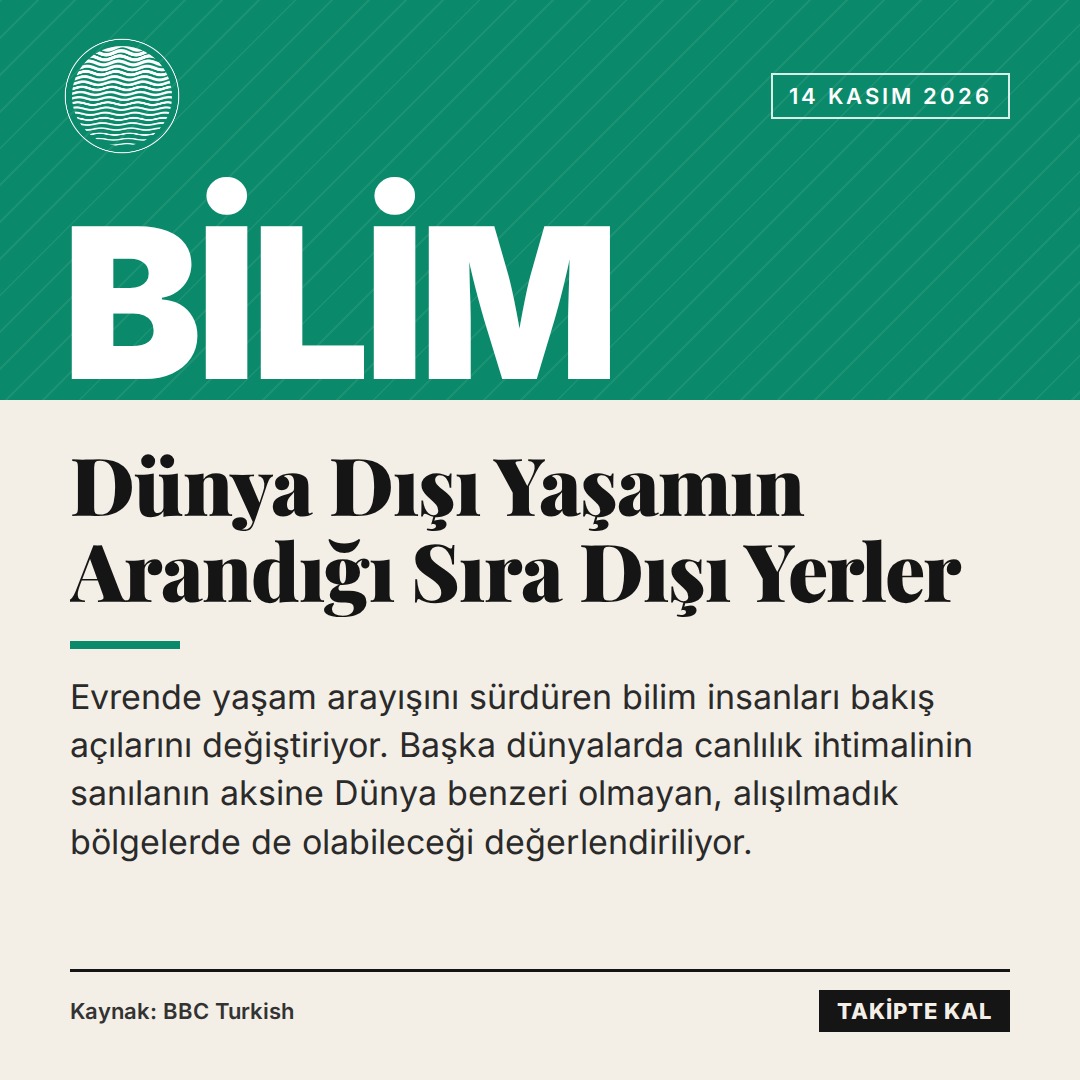 14 KASIM 2026
BİLİM
Dünya Dışı Yaşamın
Arandığı Sıra Dışı Yerler
Evrende yaşam arayışını sürdüren bilim insanları bakış
açılarını değiştiriyor. Başka dünyalarda canlılık ihtimalinin
sanılanın aksine Dünya benzeri olmayan, alışılmadık
bölgelerde de olabileceği değerlendiriliyor.
Kaynak: BBC Turkish
TAKİPTE KAL